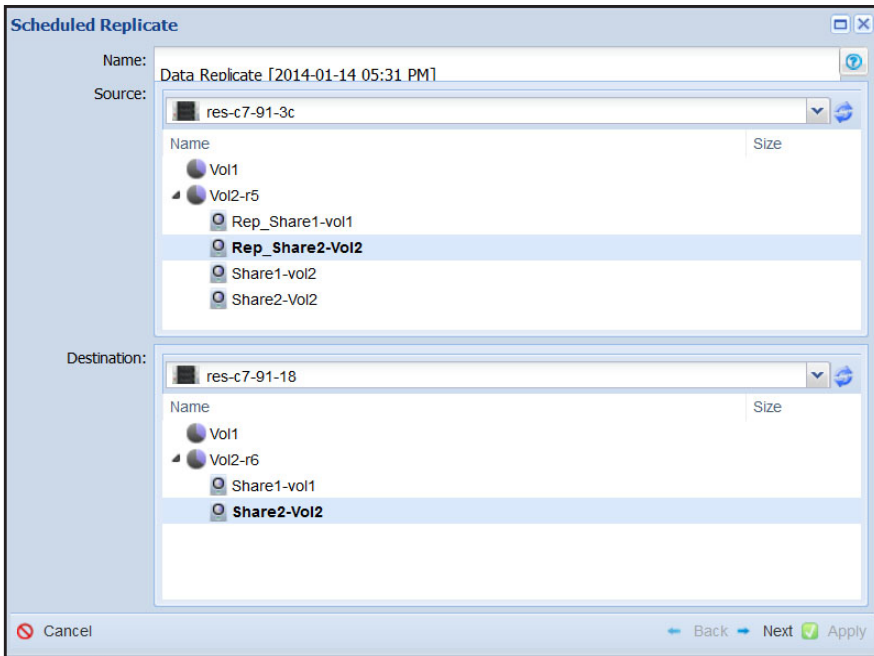 Scheduled Replicate
Name:
Data Replicate [2014-01-14 05:31 PM]
Source:
res-c7-91-3c
Name Size
Vol1
Vol2-r5
Rep_Share1-vol1
Rep_Share2-Vol2
Share1-vol2
Share2-Vol2
Destination:
res-c7-91-18
Name Size
Vol1
Vol2-r6
Share1-vol1
Share2-Vol2
Cancel Back Next Apply